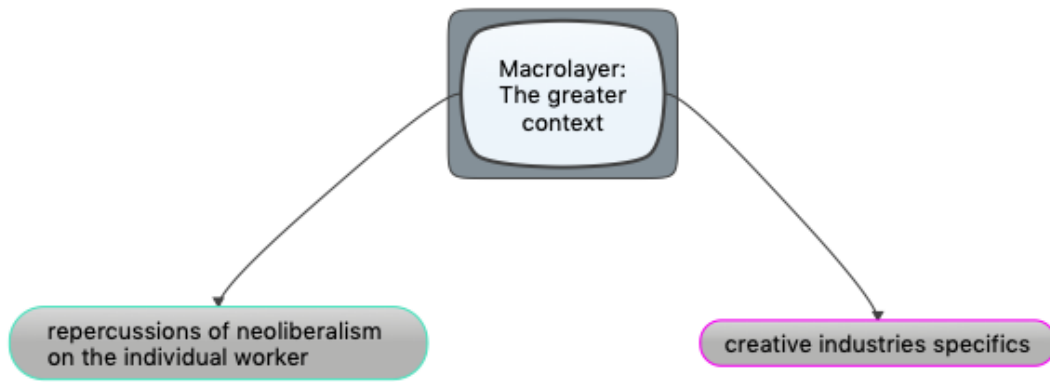 Macrolayer:
The greater
context
repercussions of neoliberalism
on the individual worker
creative industries specifics